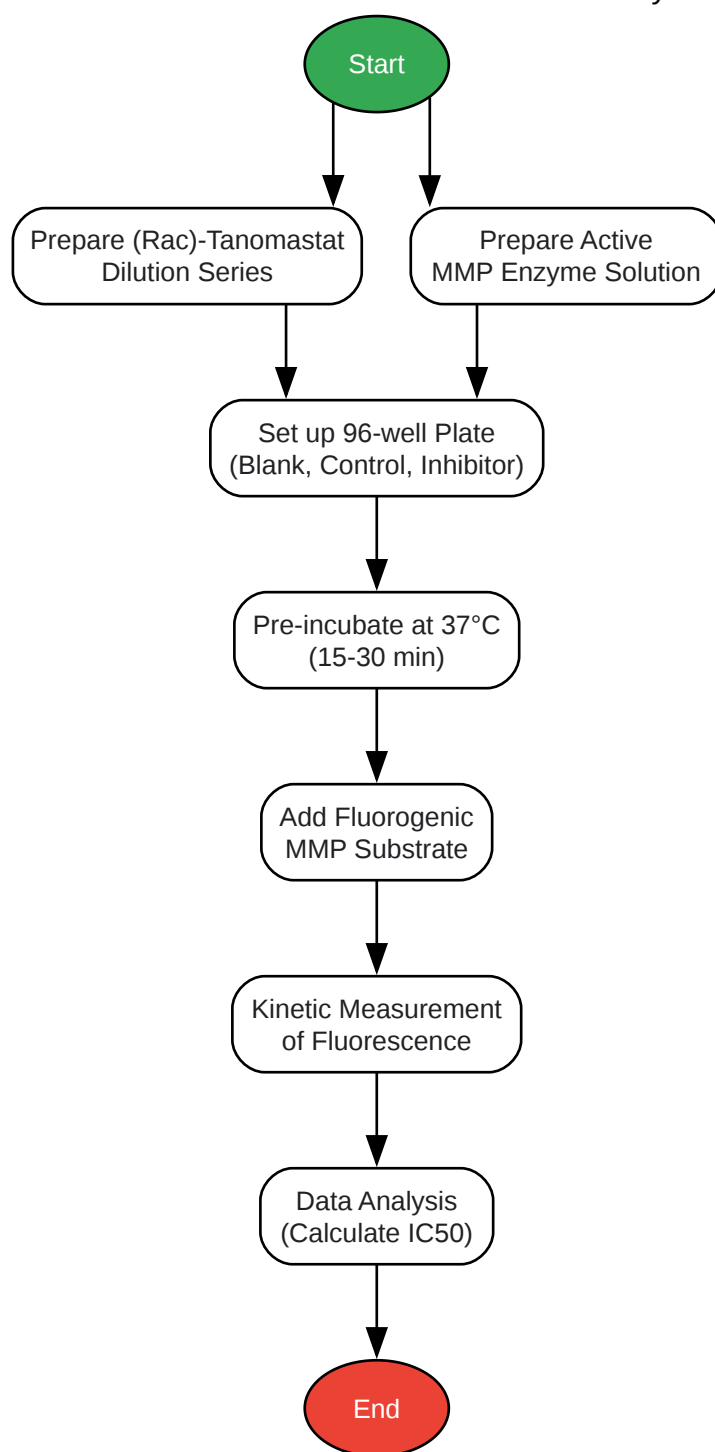 Start
Prepare (Rac)-Tanomastat
Dilution Series
Prepare Active
MMP Enzyme Solution
Set up 96-well Plate
(Blank, Control, Inhibitor)
Pre-incubate at 37°C
(15-30 min)
Add Fluorogenic
MMP Substrate
Kinetic Measurement
of Fluorescence
Data Analysis
(Calculate IC50)
End